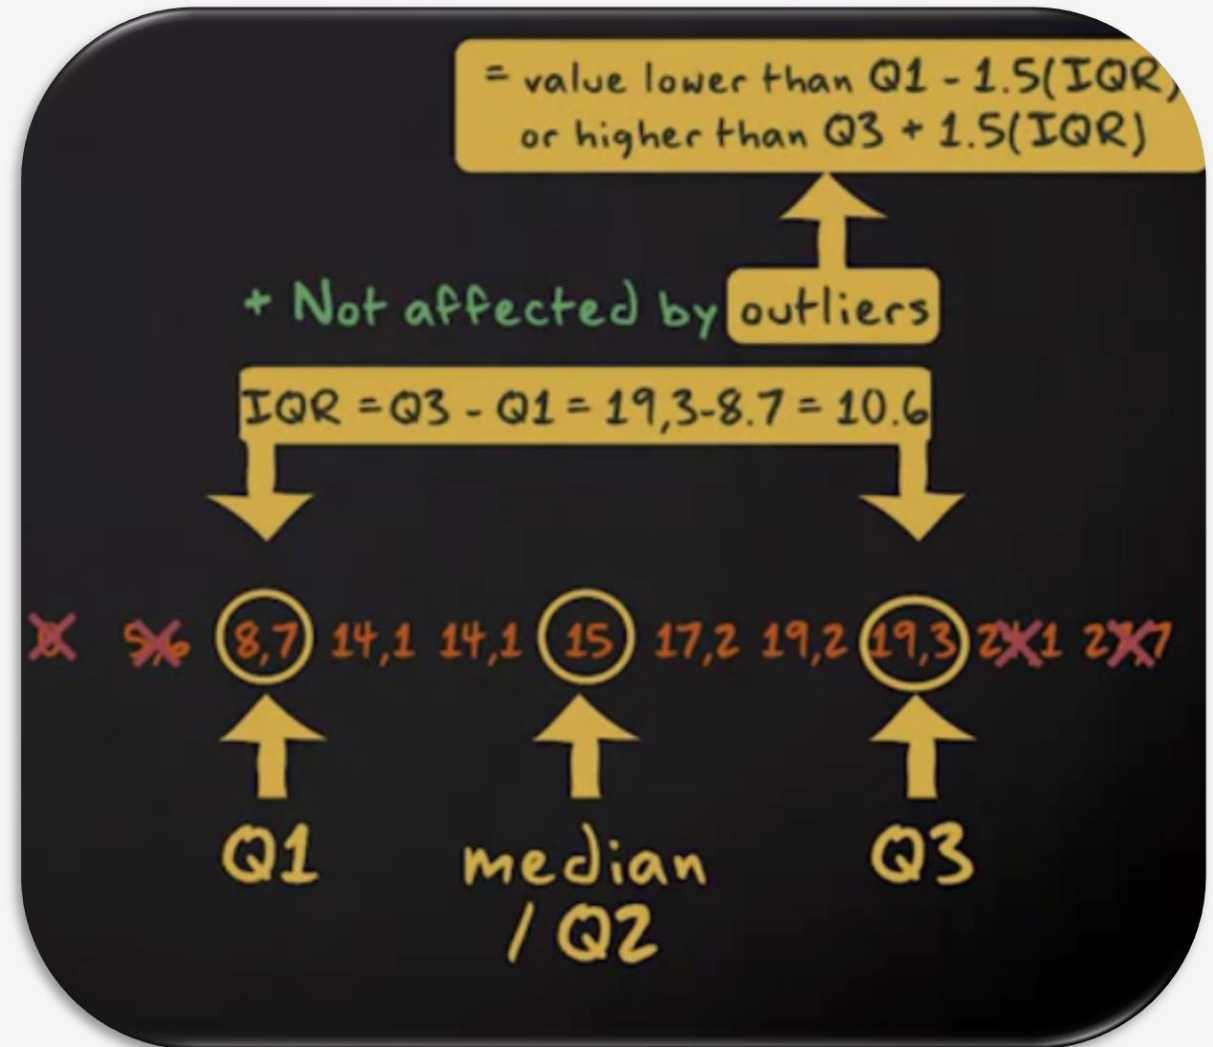 = value lower than Q1 - 1.5(IQR)
or higher than Q3 + 1.5(IQR)
+ Not affected by outliers
IQR = Q3 - Q1 = 19,3-8.7 = 10.6
8,7 14,1 14,1 15 17,2 19,2 19,3
Q1 median Q3
/ Q2